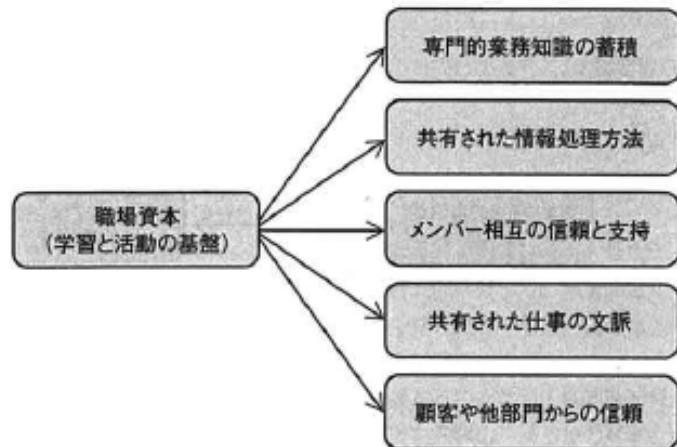 専門的業務知識の蓄積
共有された情報処理方法
職場資本
(学習と活動の基盤)
メンバー相互の信頼と支持
共有された仕事の文脈
顧客や他部門からの信頼